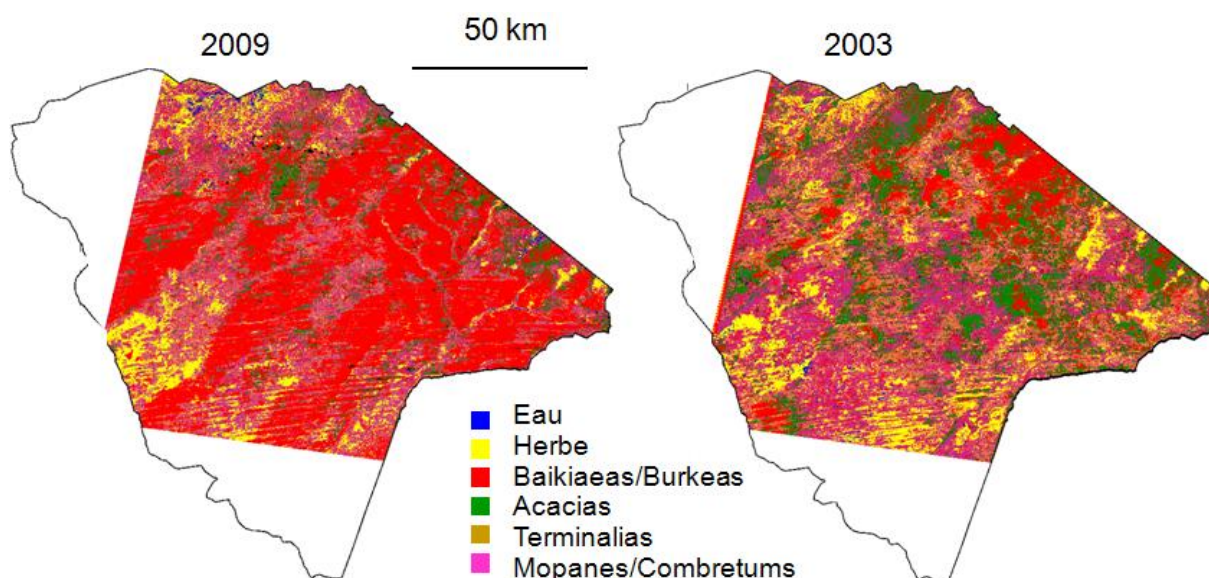 2009
50 km
2003
Eau
Herbe
Baikiaeas/Burkeas
Acacias
Terminalias
Mopanes/Combretums